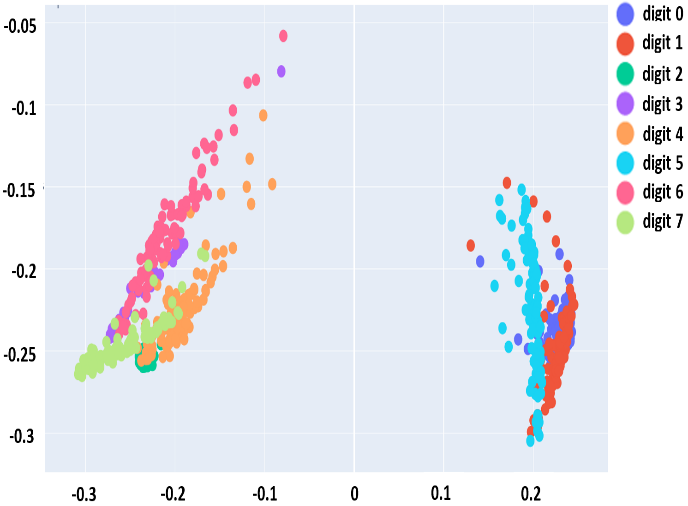 -0.05
-0.1
-0.15
-0.2
-0.25
-0.3
-0.3
-0.2
-0.1
0
0.1
0.2
digit 0
digit 1
digit 2
digit 3
digit 4
digit 5
digit 6
digit 7